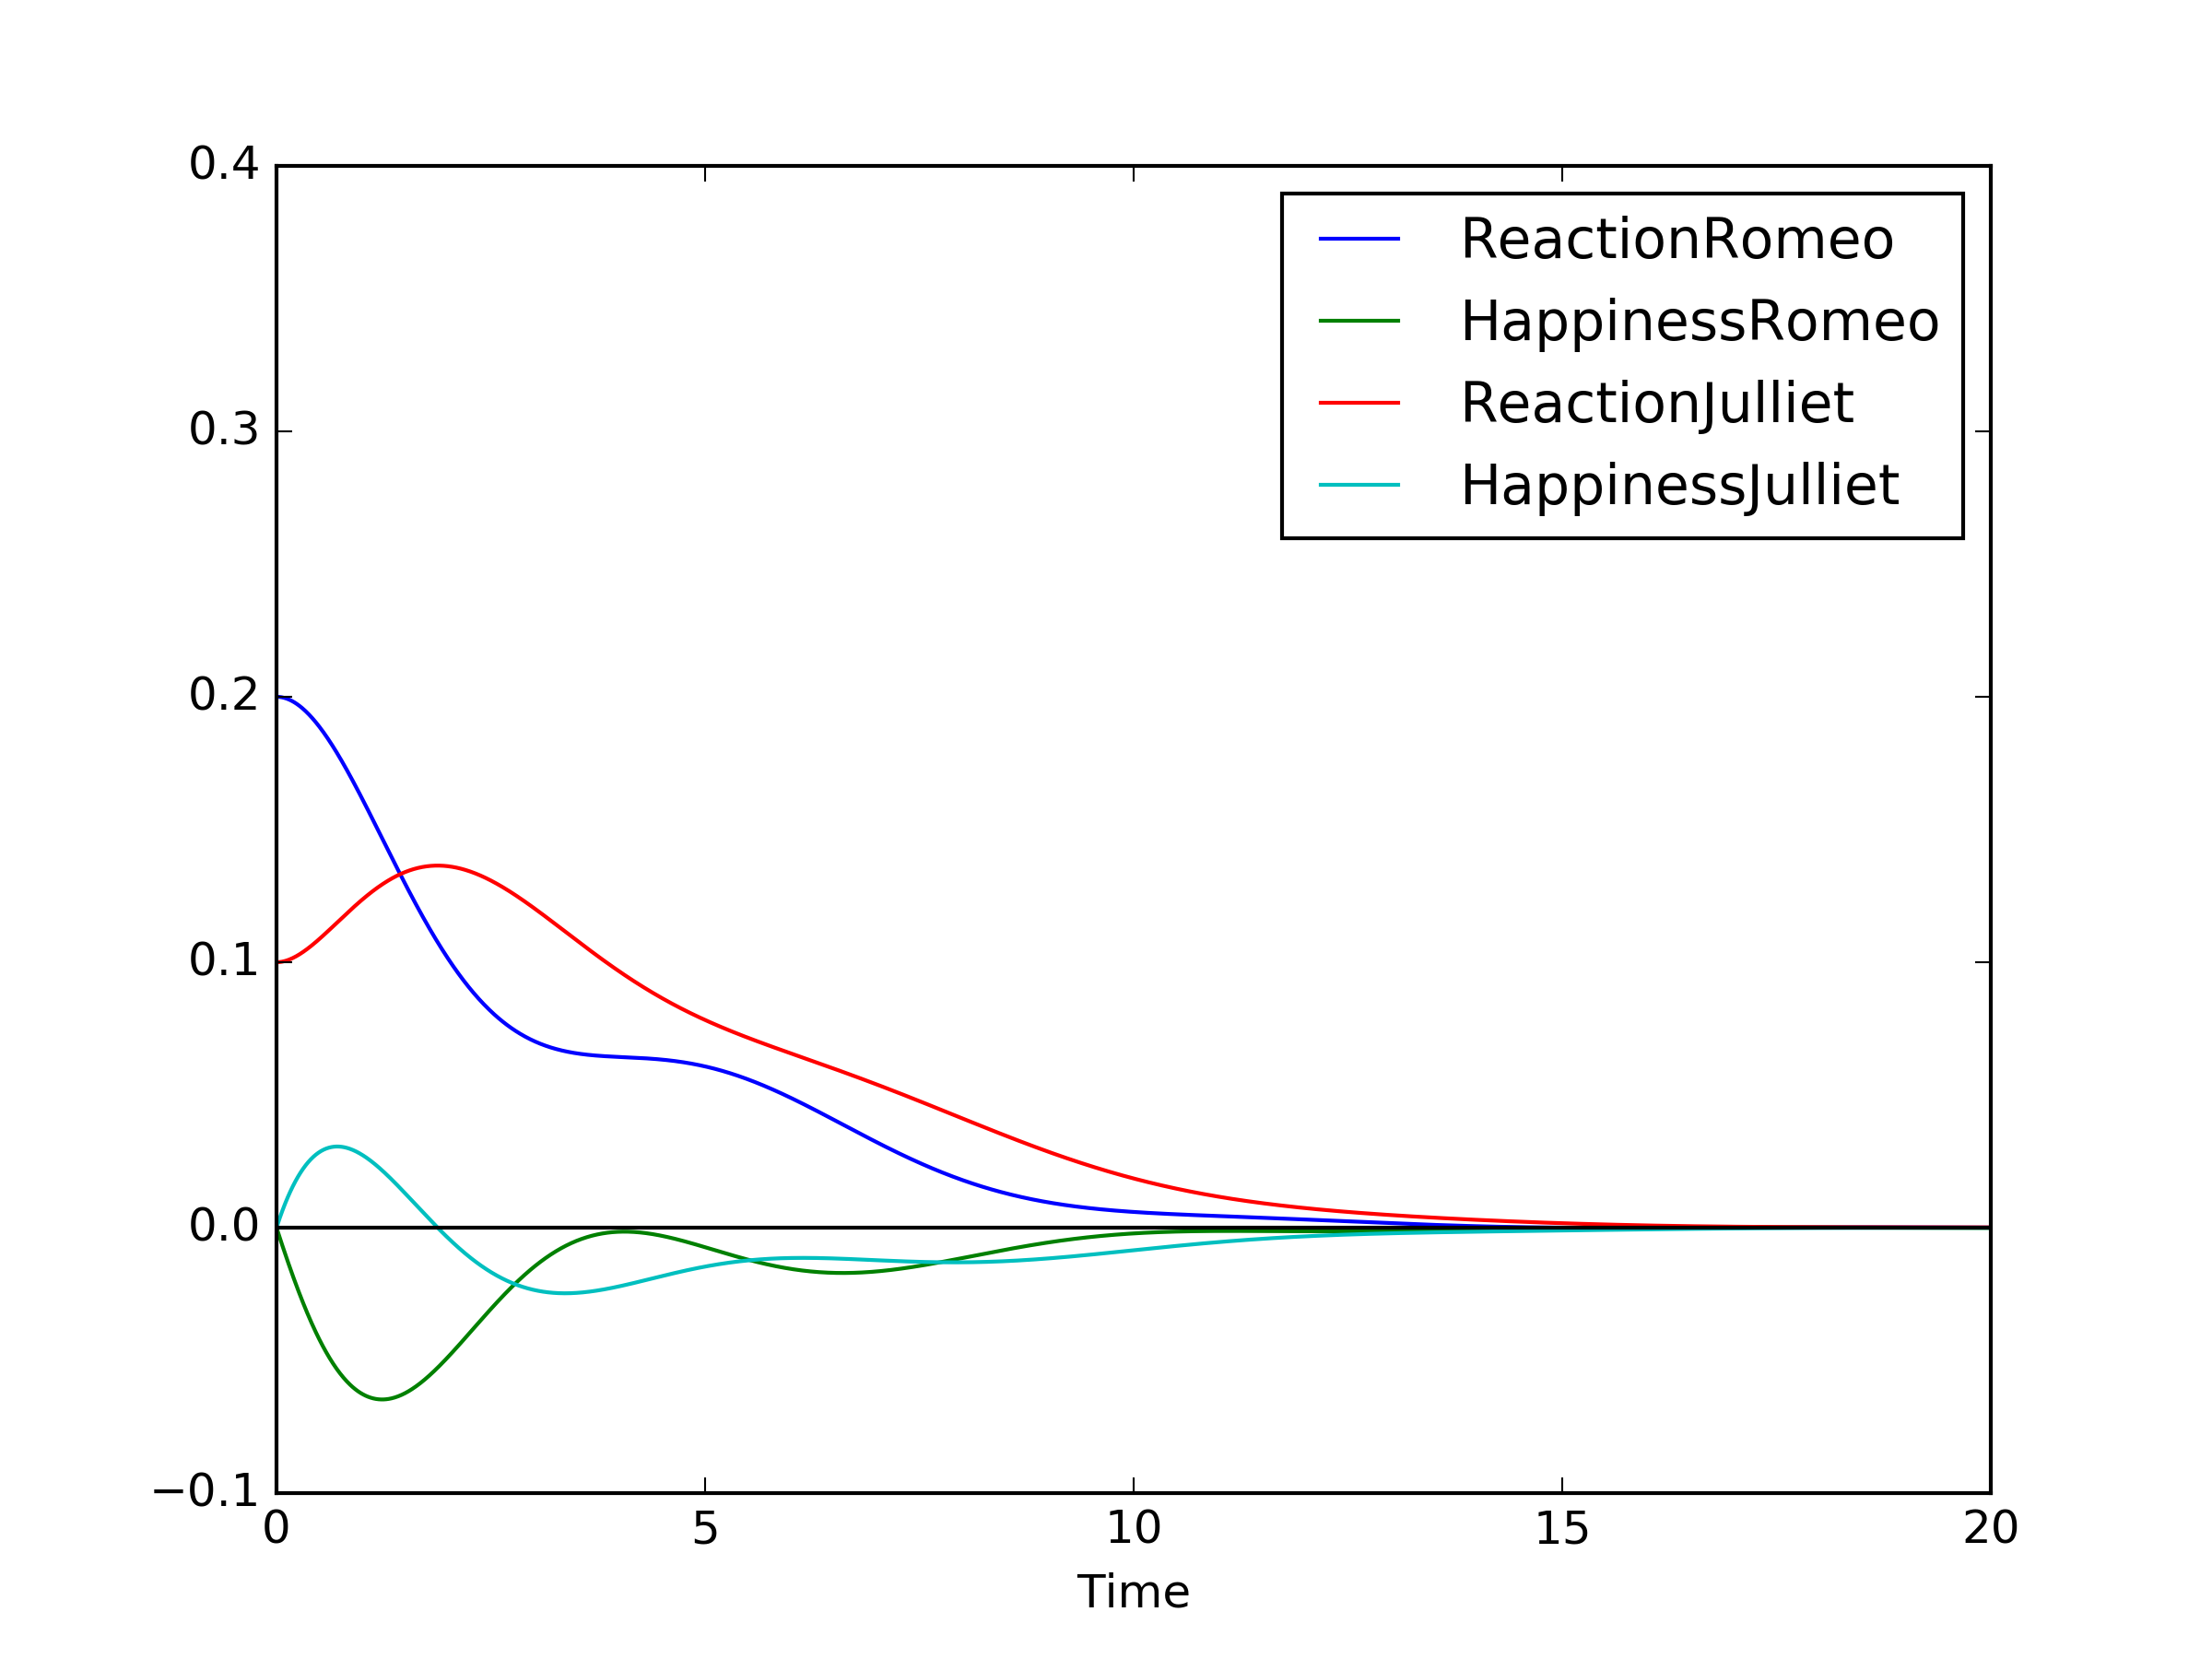 0.4
0.3
0.2
0.1
0.0
−0.1
0 5 10 15 20
Time
ReactionRomeo
HappinessRomeo
ReactionJulliet
HappinessJulliet